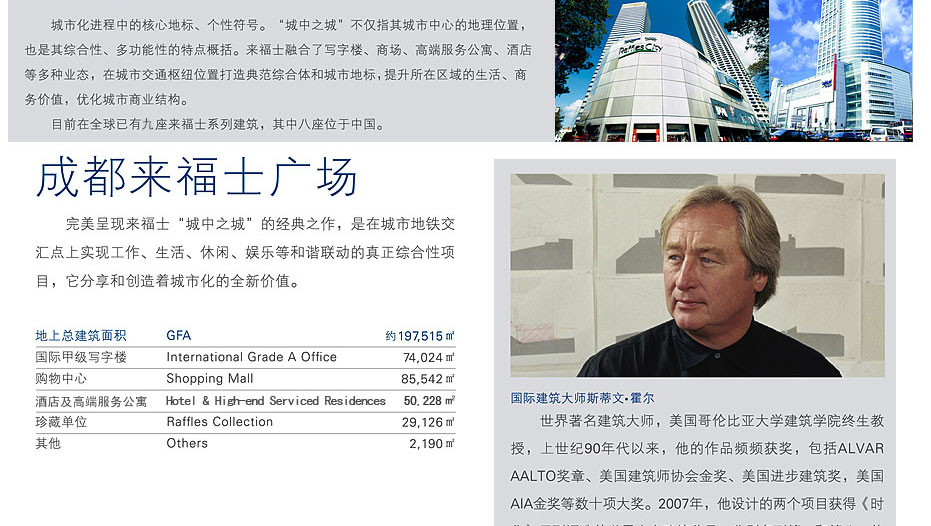 城市化进程中的核心地标、个性符号。“城中之城”不仅指其城市中心的地理位置，
也是其综合性、多功能性的特点概括。来福士融合了写字楼、商场、高端服务公寓、酒店
等多种业态，在城市交通枢纽位置打造典范综合体和城市地标，提升所在区域的生活、商
务价值，优化城市商业结构。
目前在全球已有九座来福士系列建筑，其中八座位于中国。
Raffles City
成都来福士广场
完美呈现来福士“城中之城”的经典之作，是在城市地铁交
汇点上实现工作、生活、休闲、娱乐等和谐联动的真正综合性项
目，它分享和创造着城市化的全新价值。
地上总建筑面积 GFA 约197,515㎡
国际甲级写字楼 International Grade A Office 74,024㎡
购物中心 Shopping Mall 85,542㎡
酒店及高端服务公寓 Hotel & High-end Serviced Residences 50,228㎡
珍藏单位 Raffles Collection 29,126㎡
其他 Others 2,190㎡
国际建筑大师斯蒂文·霍尔
世界著名建筑大师，美国哥伦比亚大学建筑学院终生教
授，上世纪90年代以来，他的作品频频获奖，包括ALVAR
AALTO奖章、美国建筑师协会金奖、美国进步建筑奖，美国
AIA金奖等数十项大奖。2007年，他设计的两个项目获得《时